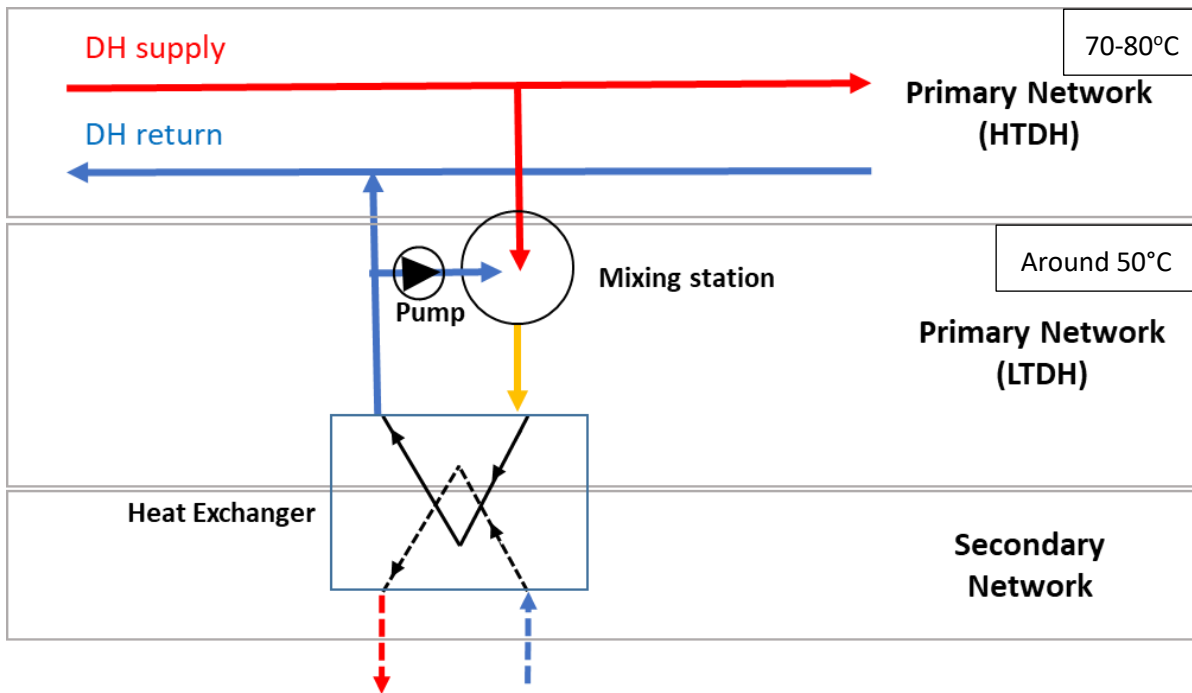 DH supply
70-80°C
Primary Network
(HTDH)
DH return
Around 50°C
Mixing station
Pump
Primary Network
(LTDH)
Heat Exchanger
Secondary
Network